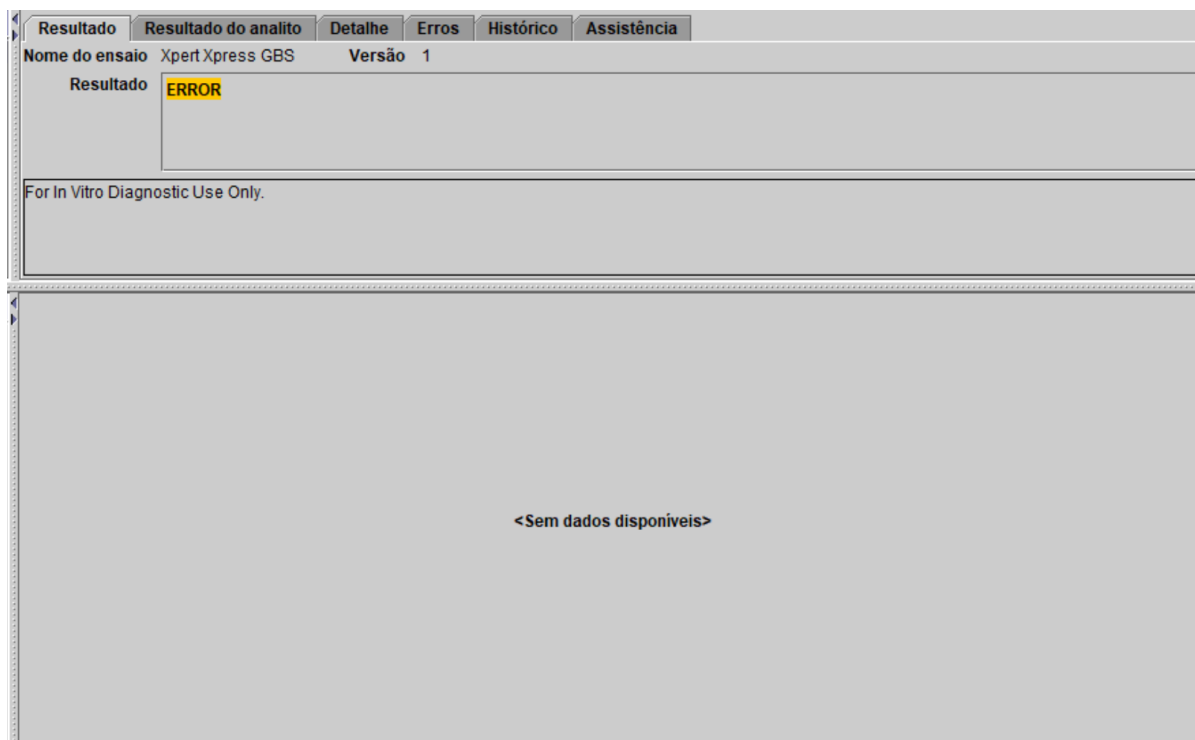 Resultado Resultado do analito Detalhe Erros Histórico Assistência
Nome do ensaio Xpert Xpress GBS Versão 1
Resultado ERROR
For In Vitro Diagnostic Use Only.
<Sem dados disponíveis>